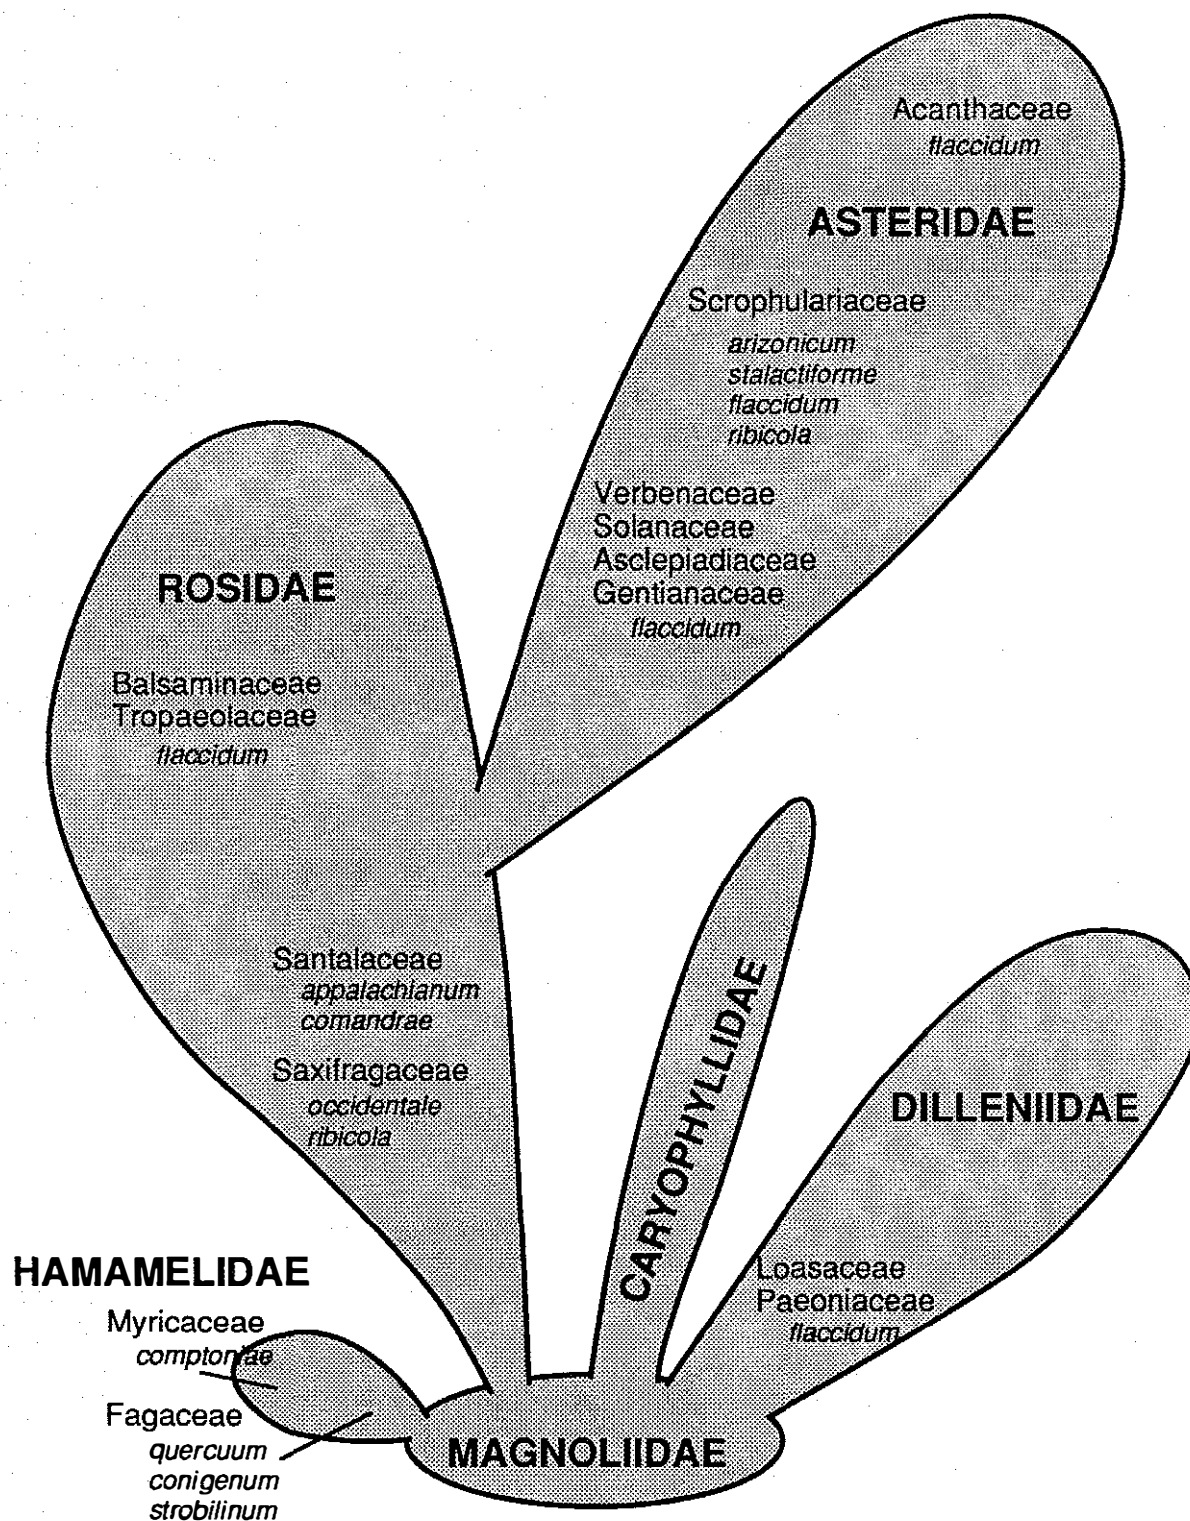 Acanthaceae
flaccidum
ASTERIDAE
Scrophulariaceae
arizonicum
stalactiforme
flaccidum
ribicola
Verbenaceae
Solanaceae
Asclepiadiaceae
Gentianaceae
flaccidum
ROSIDAE
Balsaminaceae
Tropaeolaceae
flaccidum
Santalaceae
appalachianum
comandrae
Saxifragaceae
occidentale
ribicola
CARYOPHYLLIDAE
DILLENIIDAE
Loasaceae
Paeoniaceae
flaccidum
HAMAMELIDAE
Myricaceae
comptoniae
Fagaceae
quercuum
conigenum
strobilinum
MAGNOLIIDAE